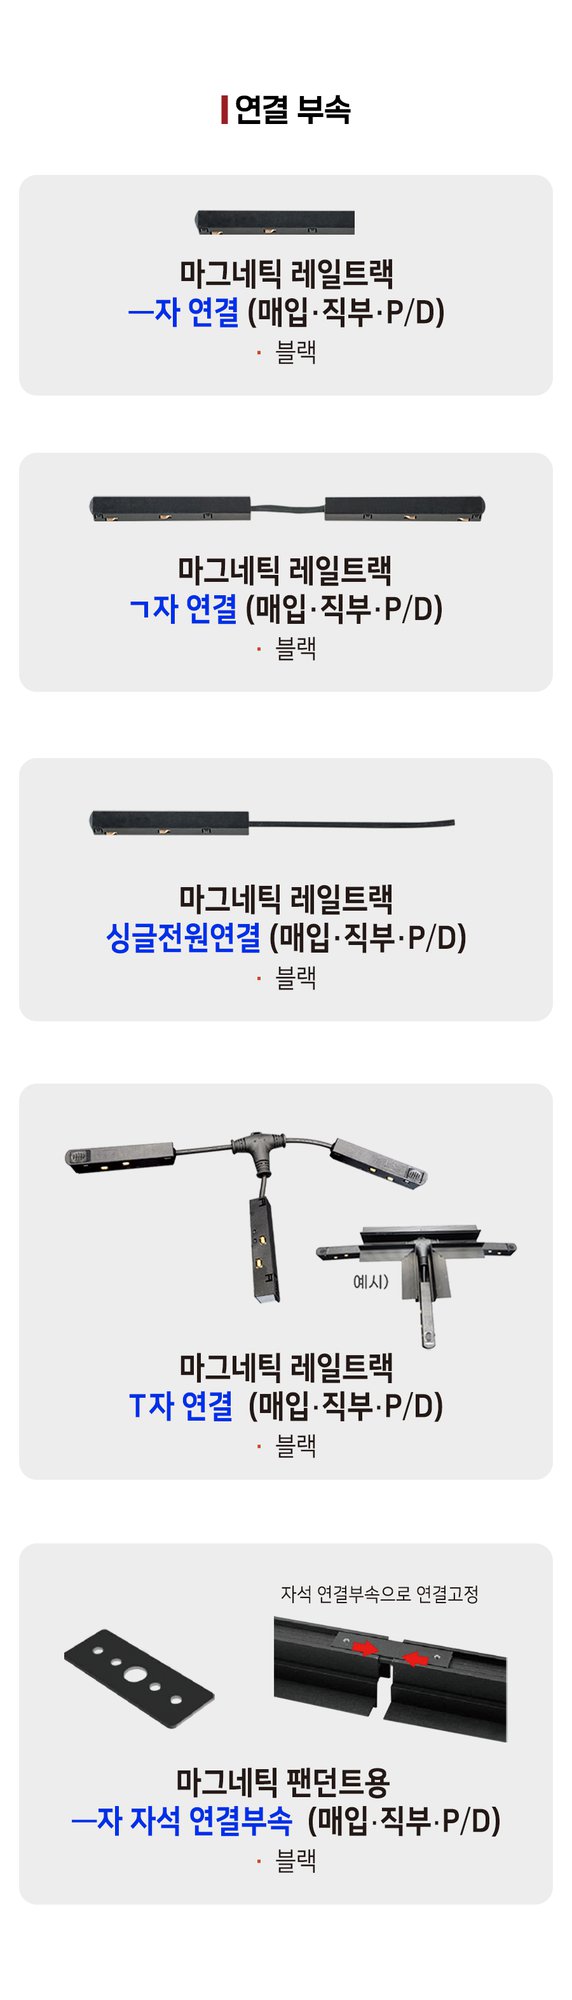 연결 부속
마그네틱 레일트랙
ㅡ자 연결 (매입·직부·P/D)
· 블랙
마그네틱 레일트랙
ㄱ자 연결 (매입·직부·P/D)
· 블랙
마그네틱 레일트랙
싱글전원연결 (매입·직부·P/D)
· 블랙
예시)
마그네틱 레일트랙
T자 연결 (매입·직부·P/D)
· 블랙
자석 연결부속으로 연결고정
마그네틱 팬던트용
ㅡ자 자석 연결부속 (매입·직부·P/D)
· 블랙